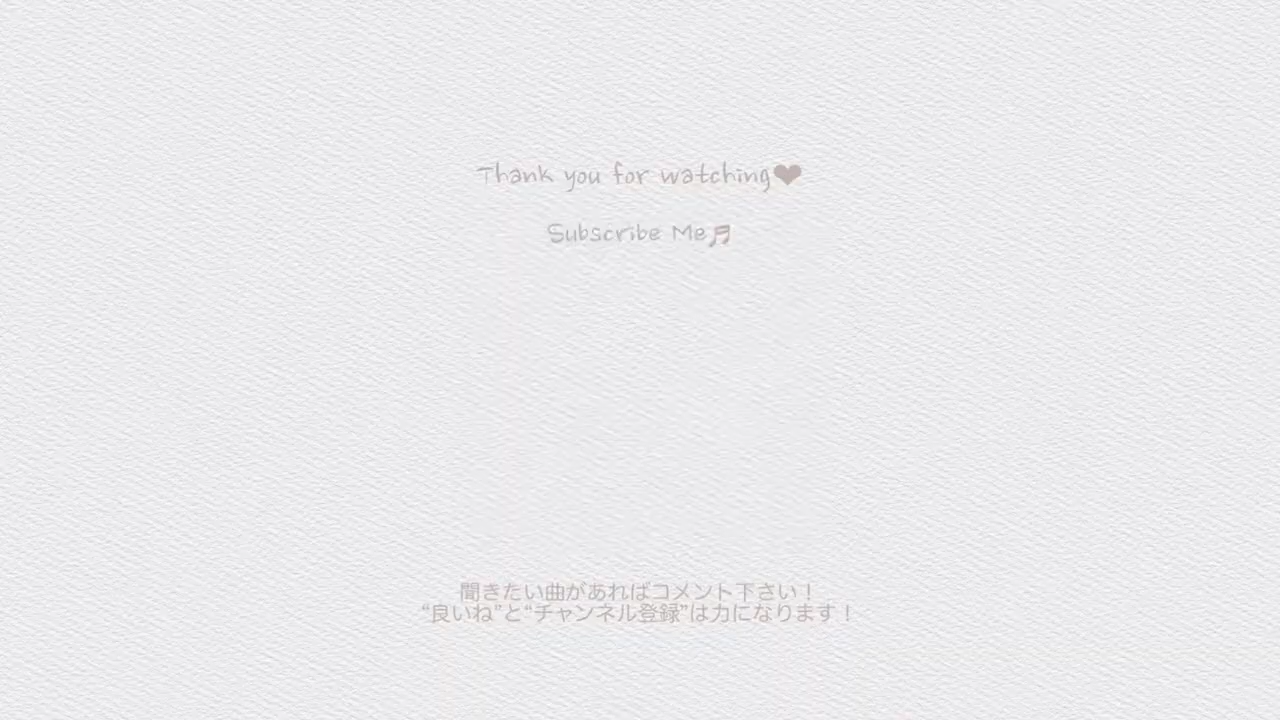 Thank you for watching❤
Subscribe Me🎵
聞きたい曲があればコメント下さい！
“良いね”と“チャンネル登録”は力になります！